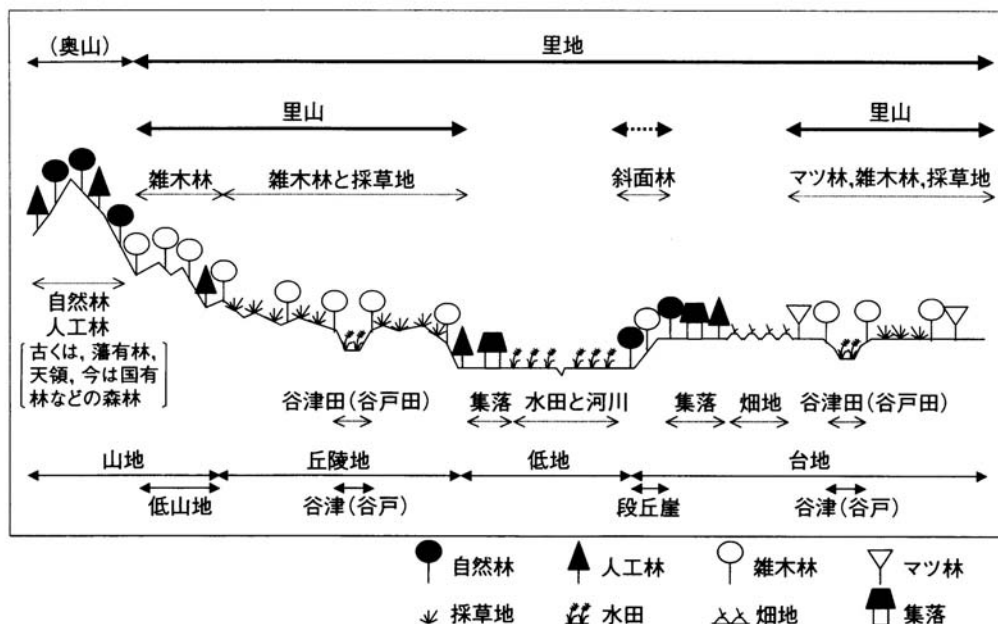 (奥山)
里地
里山
里山
雑木林
雑木林と採草地
斜面林
マツ林,雑木林,採草地
自然林
人工林
古くは,藩有林,
天領,今は国有
林などの森林
谷津田(谷戸田)
集落
水田と河川
集落
畑地
谷津田(谷戸田)
山地
丘陵地
低地
台地
低山地
谷津(谷戸)
段丘崖
谷津(谷戸)
自然林
人工林
雑木林
マツ林
採草地
水田
畑地
集落